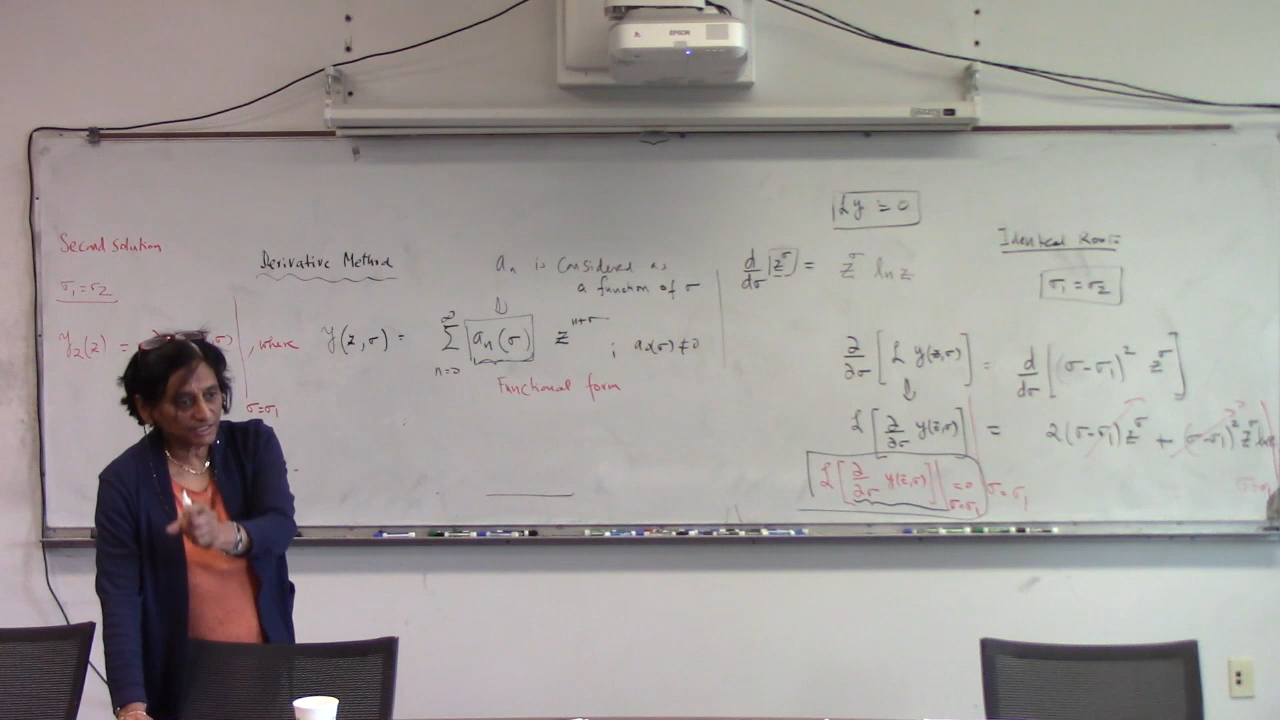 EPSON
Second solution
σ₁ = σ₂
y₂(z) =
σ)
σ=σ₁
, where
Derivative Method
y(z,σ) = ∑ n=0 ∞ aₙ(σ) z^{n+σ} ; a₀(σ) ≠ 0
aₙ is considered as
a function of σ
Functional form
ℒy = 0
d/dσ [z^σ] = z^σ ln z
Identical Roots
σ₁ = σ₂
∂/∂σ [ℒ y(z,σ)] = d/dσ [(σ-σ₁)² z^σ]
ℒ [∂/∂σ y(z,σ)] = 2(σ-σ₁) z^σ + (σ-σ₁)² z^σ ln
σ=σ₁
ℒ [∂/∂σ y(z,σ)]| σ=σ₁ = 0